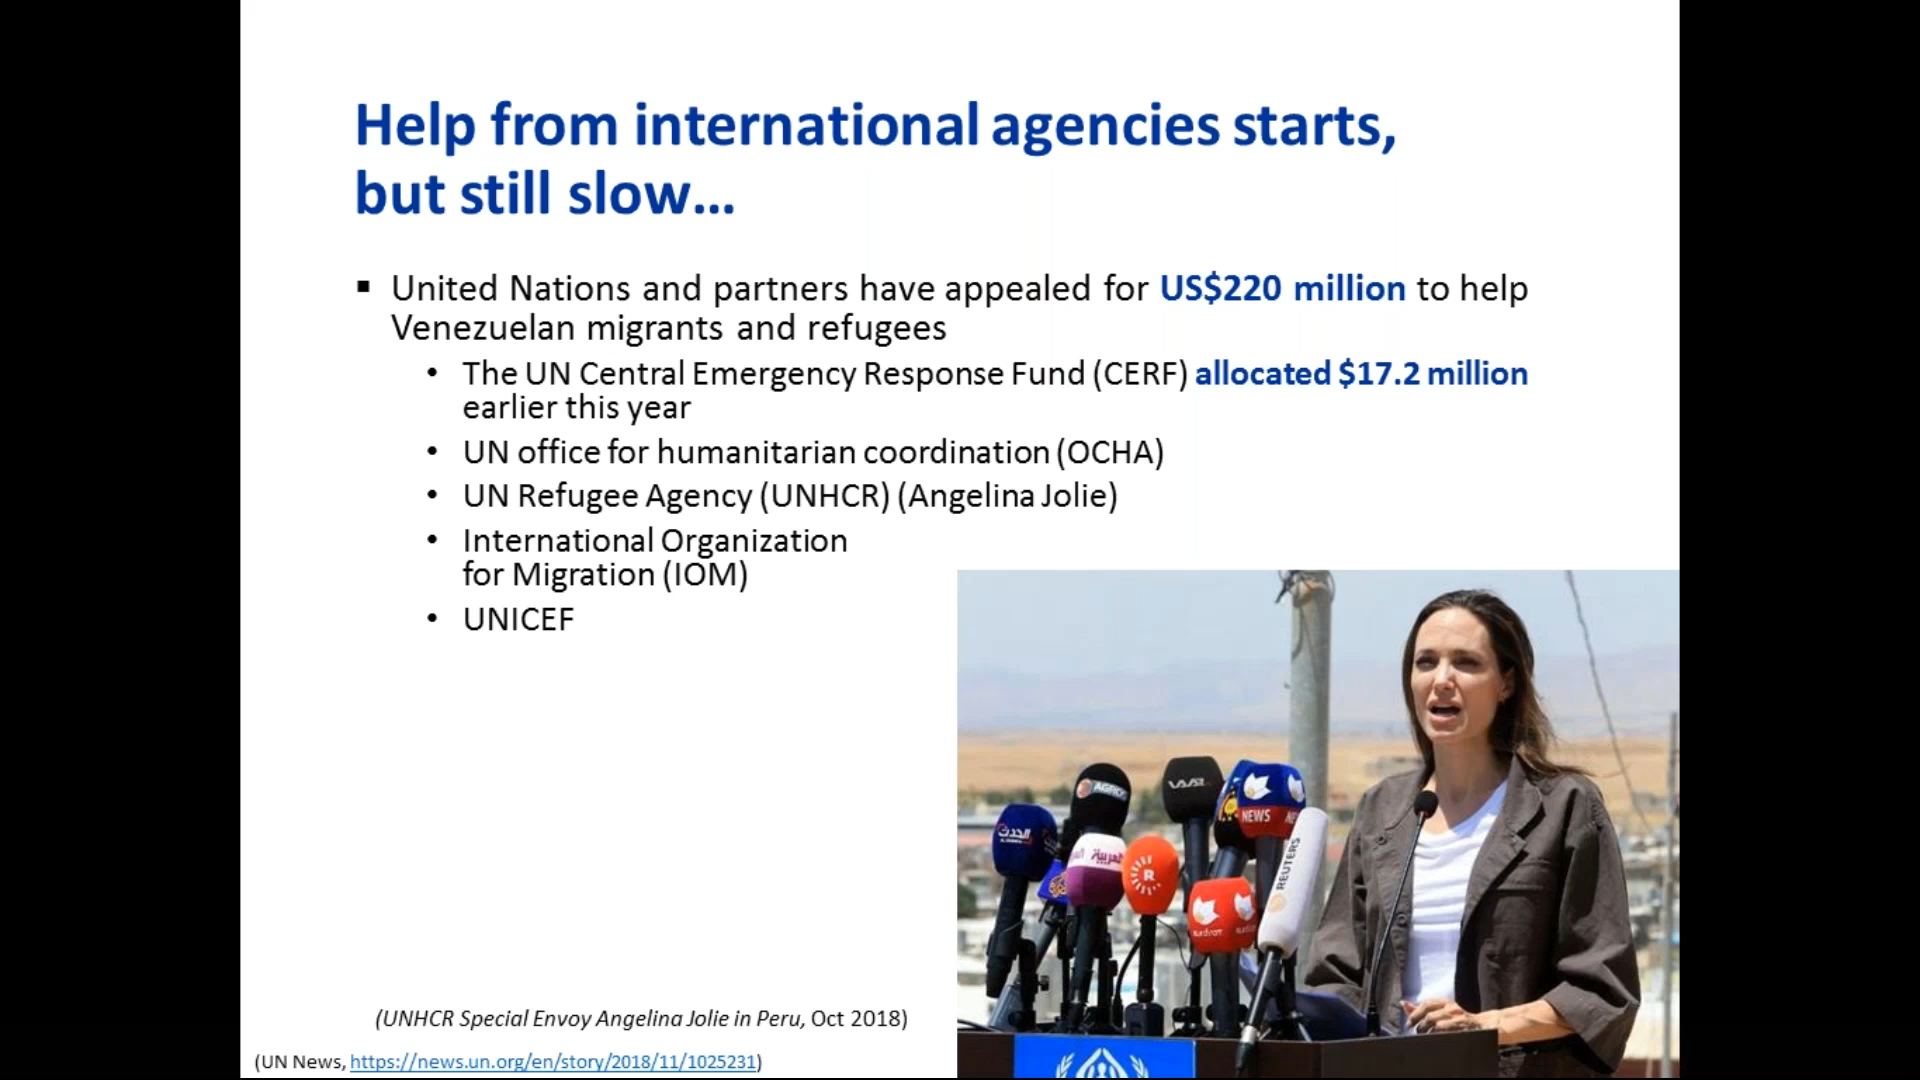 Help from international agencies starts,
but still slow...
▪ United Nations and partners have appealed for US$220 million to help
Venezuelan migrants and refugees
• The UN Central Emergency Response Fund (CERF) allocated $17.2 million
earlier this year
• UN office for humanitarian coordination (OCHA)
• UN Refugee Agency (UNHCR) (Angelina Jolie)
• International Organization
for Migration (IOM)
• UNICEF
الحدث
العربية
R
NEWS
REUTERS
(UNHCR Special Envoy Angelina Jolie in Peru, Oct 2018)
(UN News, https://news.un.org/en/story/2018/11/1025231)